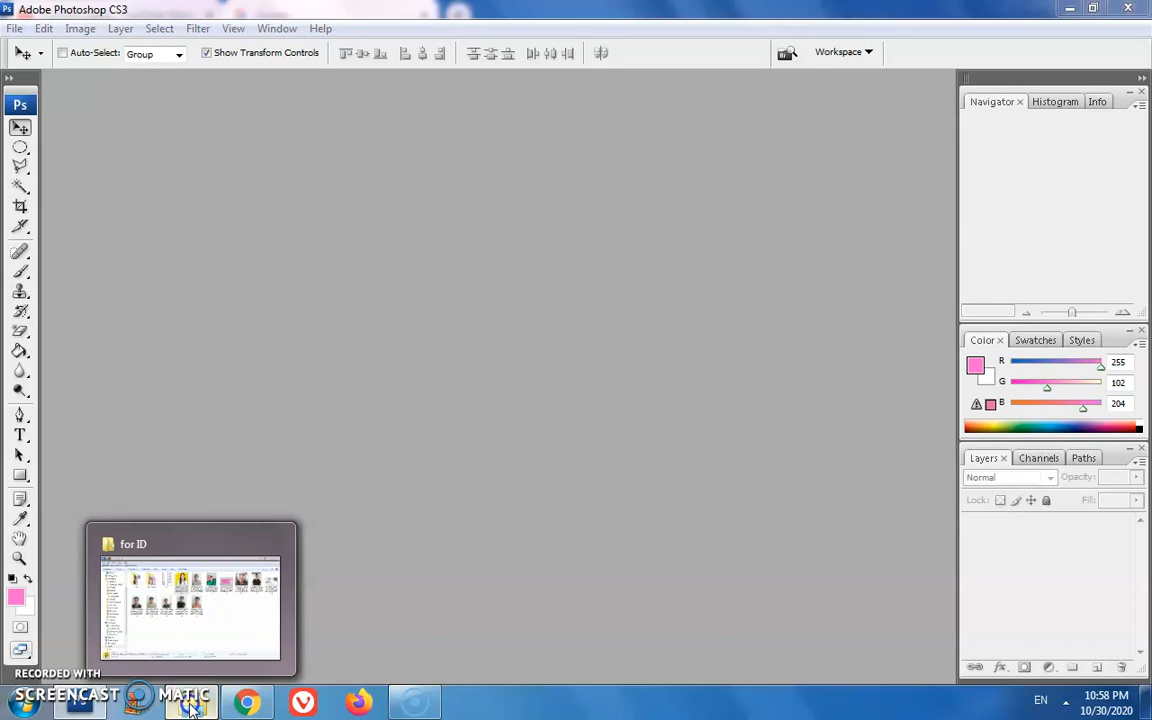 Ps Adobe Photoshop CS3
File Edit Image Layer Select Filter View Window Help
Auto-Select: Group Show Transform Controls Workspace
Ps
Navigator Histogram Info
Color Swatches Styles
R 255
G 102
B 204
Layers Channels Paths
Normal Opacity:
Lock: Fill:
T
for ID
RECORDED WITH
SCREENCAST MATIC
EN 10:58 PM
10/30/2020